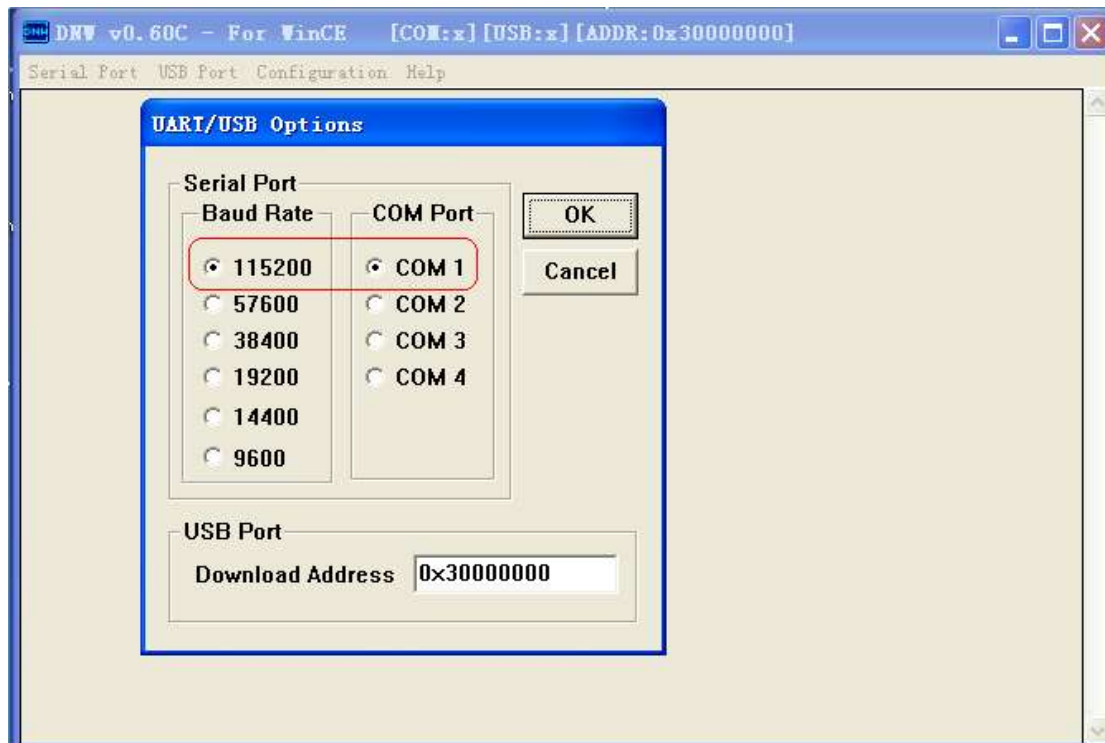 DNW v0.60C - For WinCE [COM:x][USB:x][ADDR:0x30000000]
Serial Port USB Port Configuration Help
UART/USB Options
Serial Port
Baud Rate COM Port
OK
115200 COM 1
Cancel
57600 COM 2
38400 COM 3
19200 COM 4
14400
9600
USB Port
Download Address 0x30000000